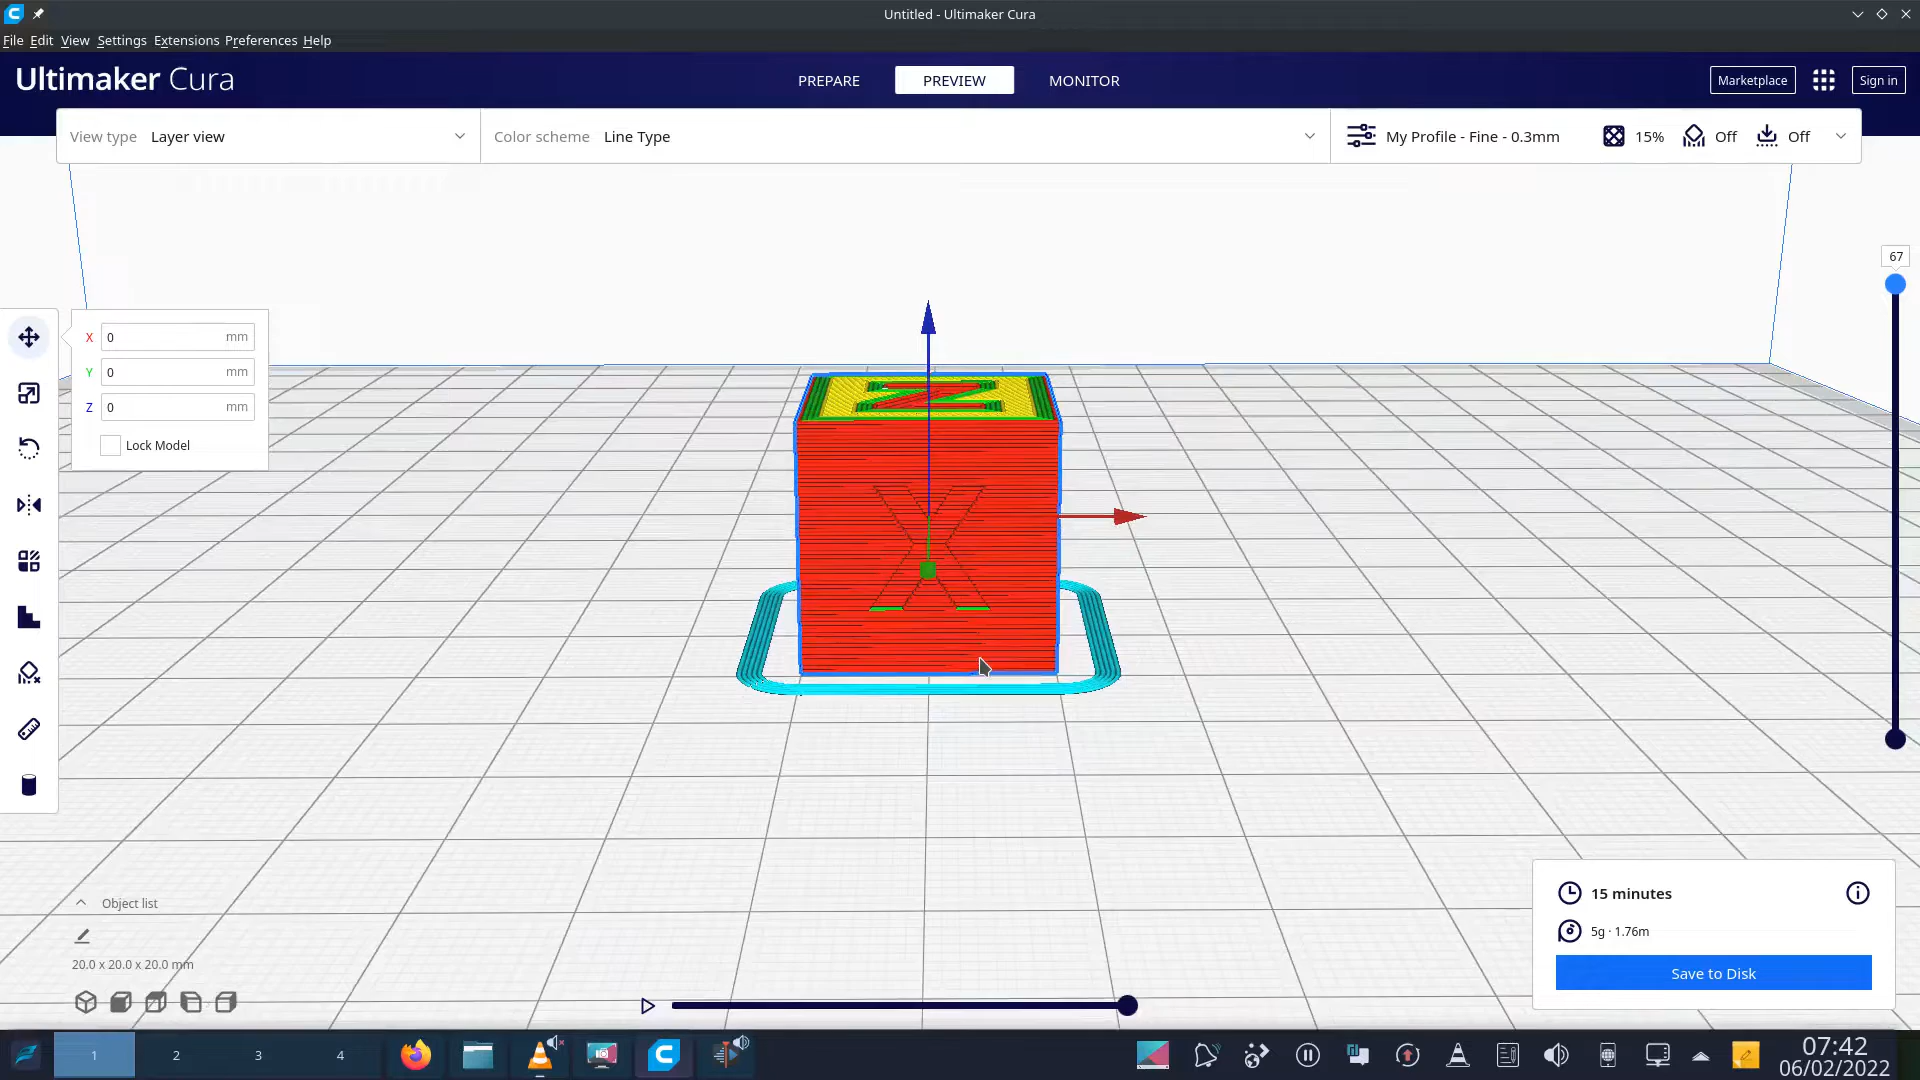 Untitled - Ultimaker Cura
File Edit View Settings Extensions Preferences Help
Ultimaker Cura
PREPARE
PREVIEW
MONITOR
Marketplace
Sign in
View type Layer view
Color scheme Line Type
My Profile - Fine - 0.3mm
15%
Off
Off
67
X 0 mm
Y 0 mm
Z 0 mm
Lock Model
Z
X
Object list
20.0 x 20.0 x 20.0 mm
15 minutes
5g · 1.76m
Save to Disk
1
2
3
4
07:42
06/02/2022